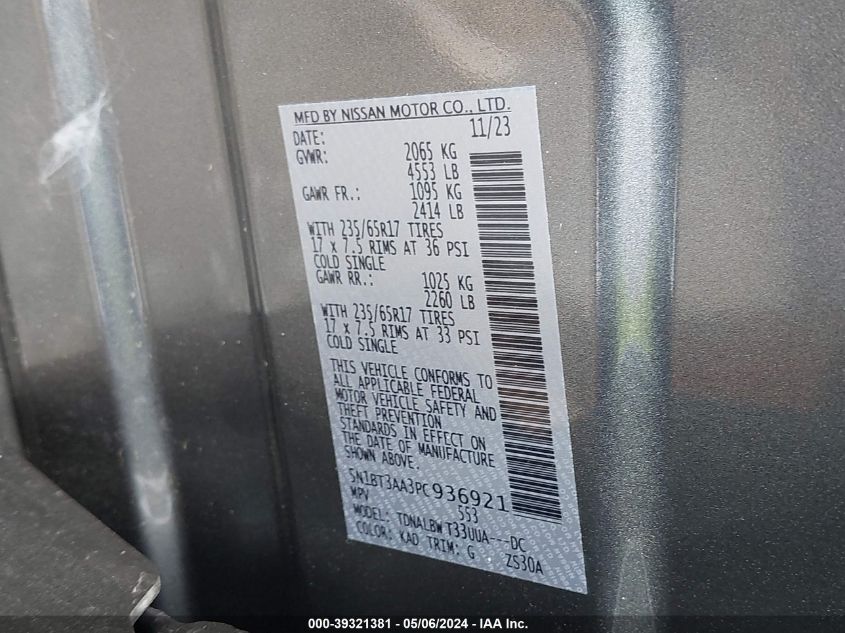 MFD BY NISSAN MOTOR CO., LTD.
DATE: 11/23
GVWR: 2065 KG
4553 LB
GAWR FR.: 1095 KG
2414 LB
WITH 235/65R17 TIRES
17 x 7.5 RIMS AT 36 PSI
COLD SINGLE
GAWR RR.: 1025 KG
2260 LB
WITH 235/65R17 TIRES
17 x 7.5 RIMS AT 33 PSI
COLD SINGLE
THIS VEHICLE CONFORMS TO
ALL APPLICABLE FEDERAL
MOTOR VEHICLE SAFETY AND
THEFT PREVENTION
STANDARDS IN EFFECT ON
THE DATE OF MANUFACTURE
SHOWN ABOVE.
5N1BT3AA3PC936921
MPV 553
MODEL: TDNALBW T33UUA---DC
COLOR: KAD TRIM: G ZS30A
000-39321381 - 05/06/2024 - IAA Inc.